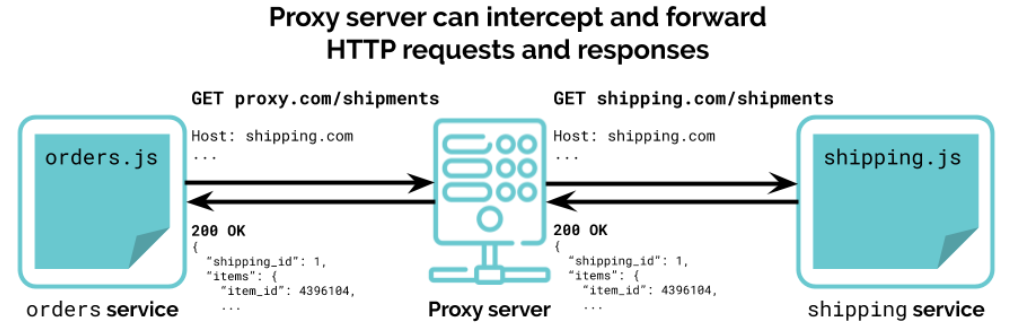 Proxy server can intercept and forward
HTTP requests and responses
GET proxy.com/shipments
Host: shipping.com
...
GET shipping.com/shipments
Host: shipping.com
...
orders.js
shipping.js
200 OK
{
“shipping_id”: 1,
“items”: {
“item_id”: 4396104,
...
200 OK
{
“shipping_id”: 1,
“items”: {
“item_id”: 4396104,
...
orders service
Proxy server
shipping service